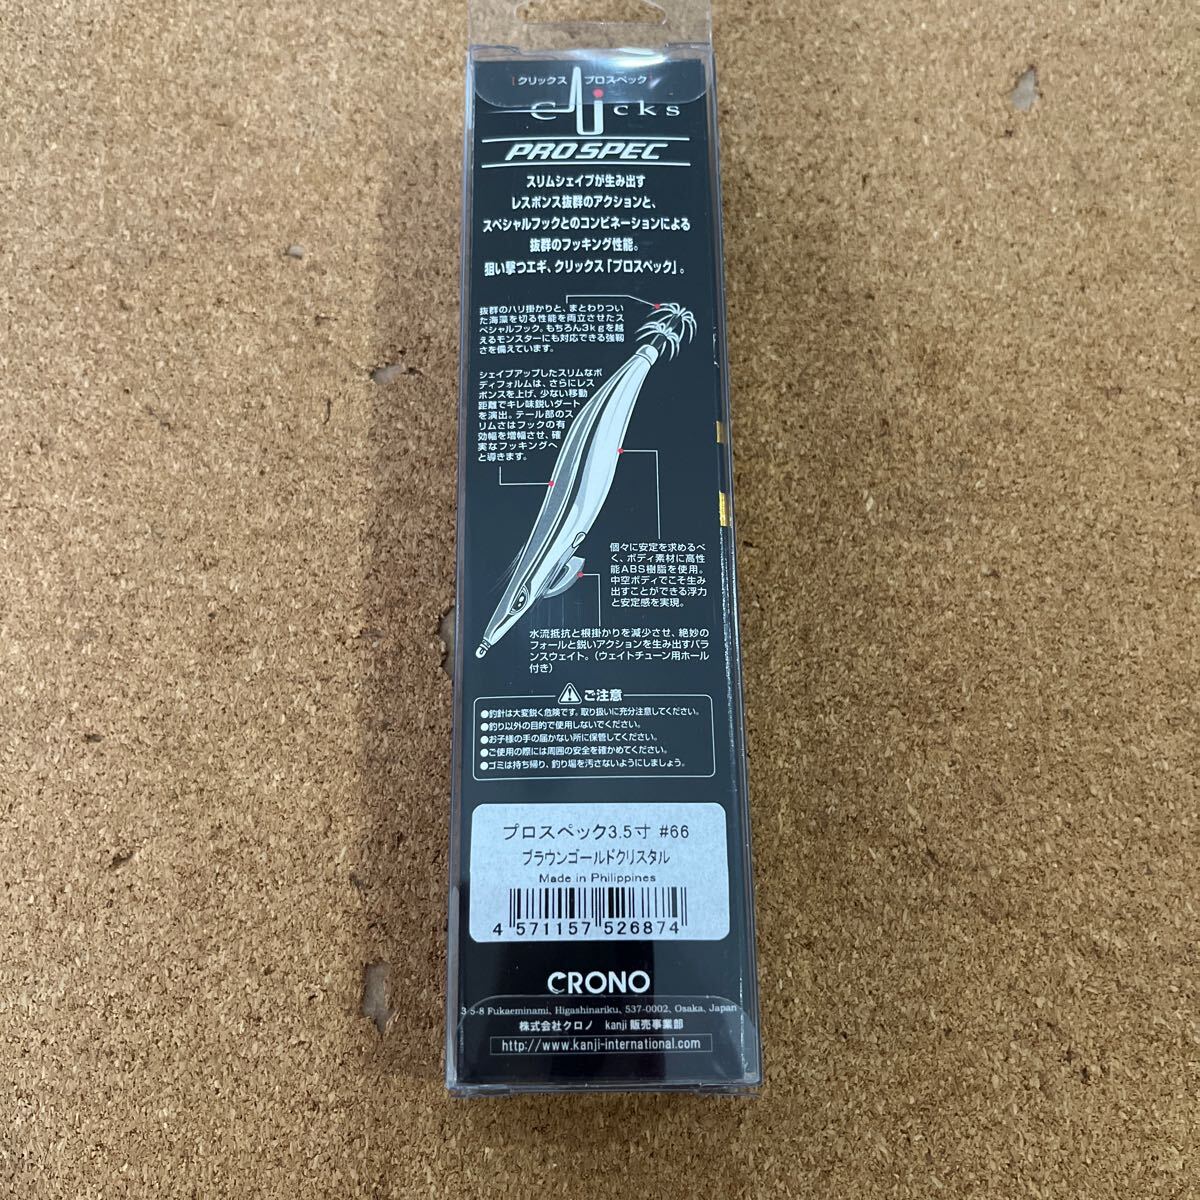 クリックス プロスペック
Clicks
PRO SPEC
スリムシェイプが生み出す
レスポンス抜群のアクションと、
スペシャルフックとのコンビネーションによる
抜群のフッキング性能。
狙い撃つエギ、クリックス「プロスペック」。
抜群のハリ掛かりと、まとわりつい
た海藻を切る性能を両立させたス
ペシャルフック。もちろん3kgを越
えるモンスターにも対応できる強靭
さを備えています。
シェイプアップしたスリムなボ
ディフォルムは、さらにレス
ポンスを上げ、少ない移動
距離でキレ味鋭いダート
を演出。テール部のス
リムさはフックの有
効幅を増幅させ、確
実なフッキングへ
と導きます。
個々に安定を求めるべ
く、ボディ素材に高性
能ABS樹脂を使用。
中空ボディでこそ生み
出すことができる浮力
と安定感を実現。
水流抵抗と根掛かりを減少させ、絶妙の
フォールと鋭いアクションを生み出すバラ
ンスウェイト。(ウェイトチューン用ホール
付き)
ご注意
●釣針は大変鋭く危険です。取り扱いに充分注意してください。
●釣り以外の目的で使用しないでください。
●お子様の手の届かない所に保管してください。
●ご使用の際には周囲の安全を確かめてください。
●ゴミは持ち帰り、釣り場を汚さないようにしましょう。
プロスペック3.5寸 #66
ブラウンゴールドクリスタル
Made in Philippines
4 571157 526874
CRONO
3-5-8 Fukaeminami, Higashinariku, 537-0002, Osaka, Japan
株式会社クロノ kanji 販売事業部
http://www.kanji-international.com